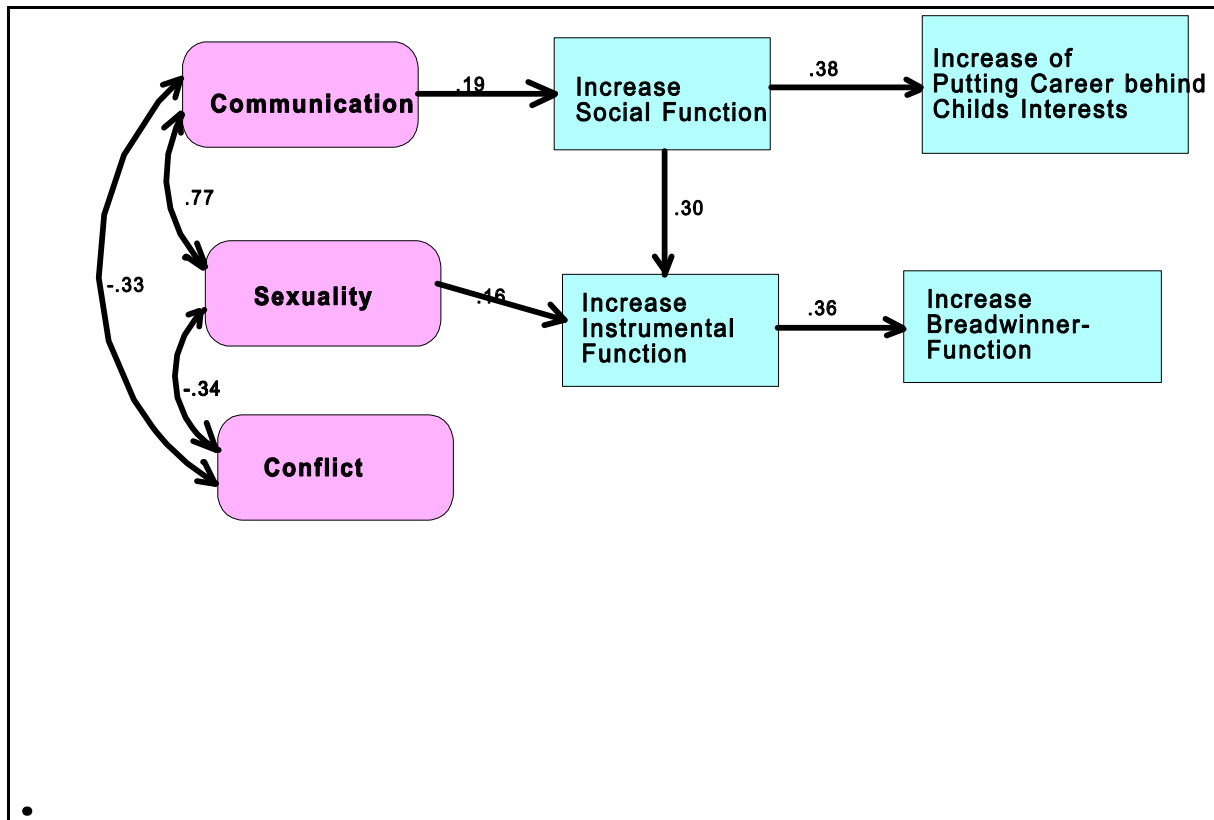 Communication
.19
Increase
Social Function
.38
Increase of
Putting Career behind
Childs Interests
.77
.30
-.33
Sexuality
.16
Increase
Instrumental
Function
.36
Increase
Breadwinner-
Function
-.34
Conflict